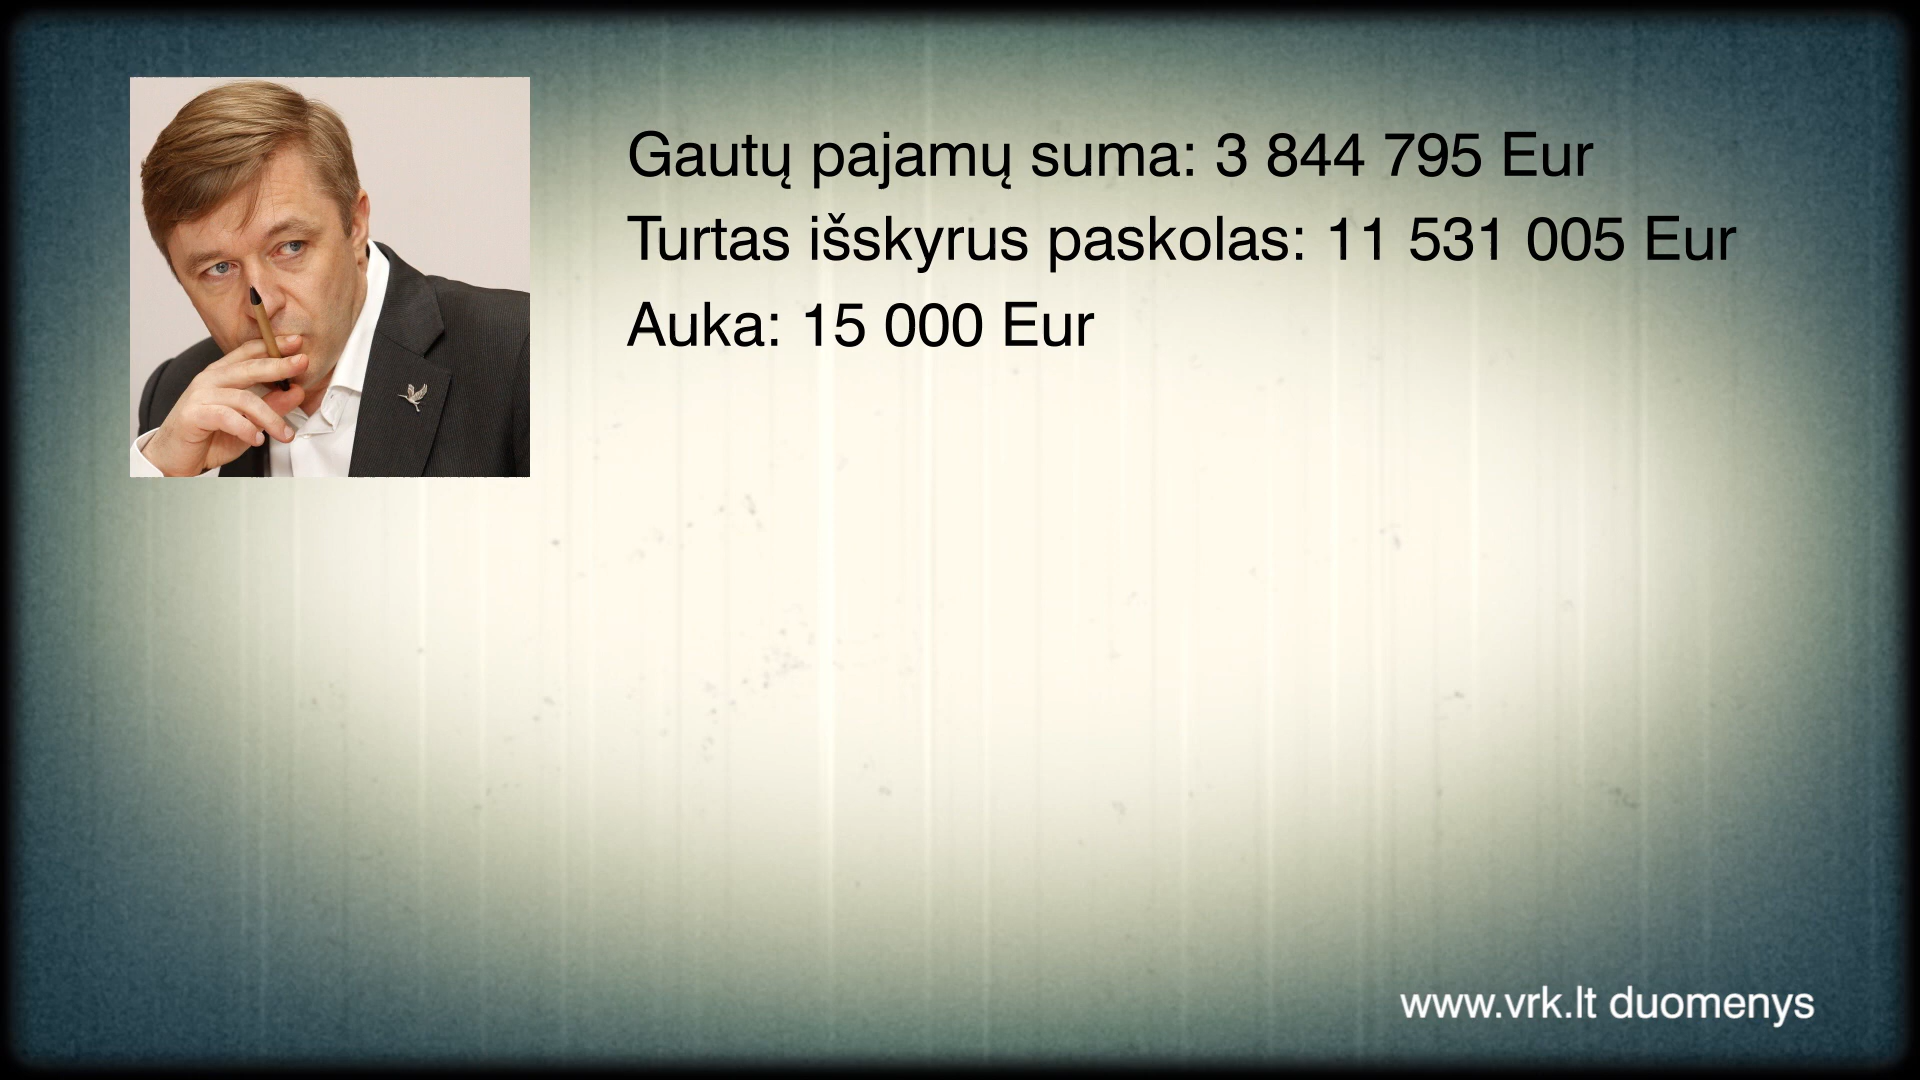 Gautų pajamų suma: 3 844 795 Eur
Turtas išskyrus paskolas: 11 531 005 Eur
Auka: 15 000 Eur
www.vrk.lt duomenys